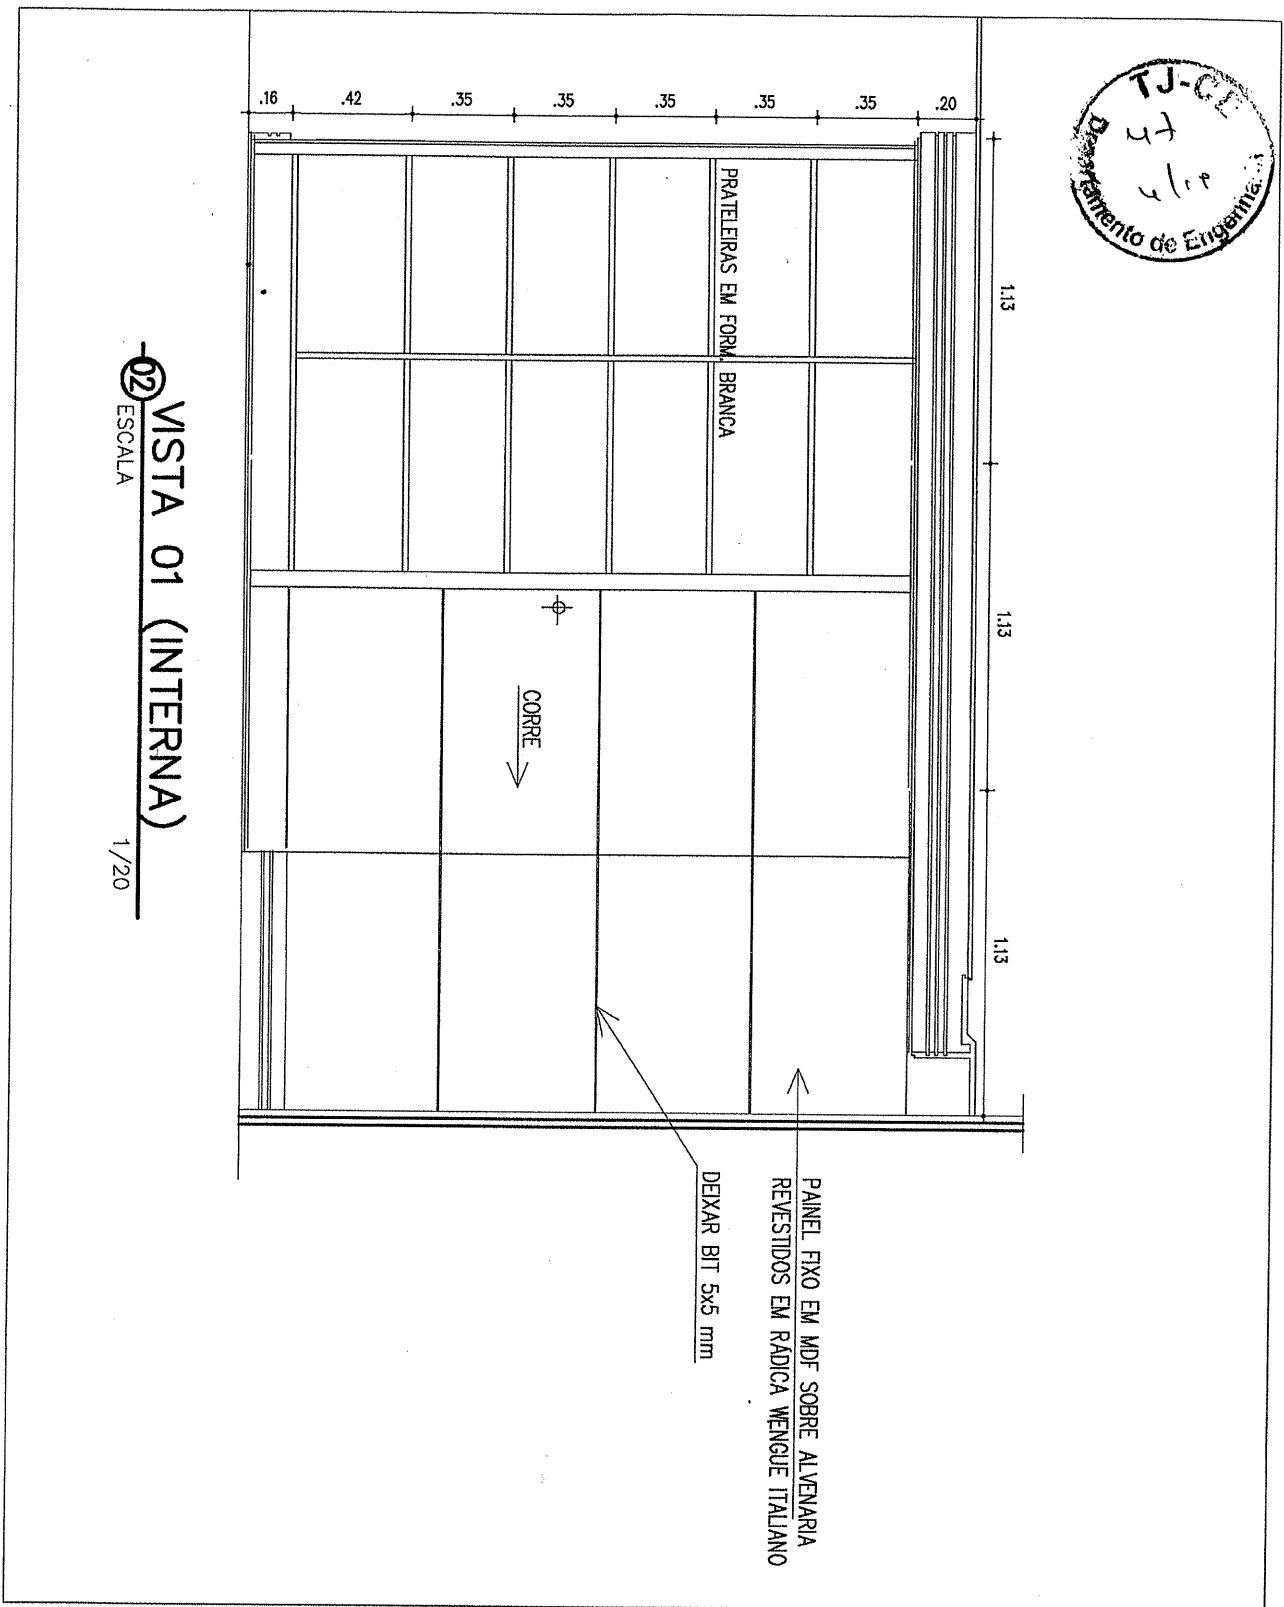 TJ-CE
Departamento de Engenha
.16
.42
.35
.35
.35
.35
.35
.20
1.13
1.13
1.13
PRATELEIRAS EM FORM. BRANCA
CORRE
PAINEL FIXO EM MDF SOBRE ALVENARIA
REVESTIDOS EM RÁDICA WENGUE ITALIANO
DEIXAR BIT 5x5 mm
02
VISTA 01 (INTERNA)
ESCALA
1/20